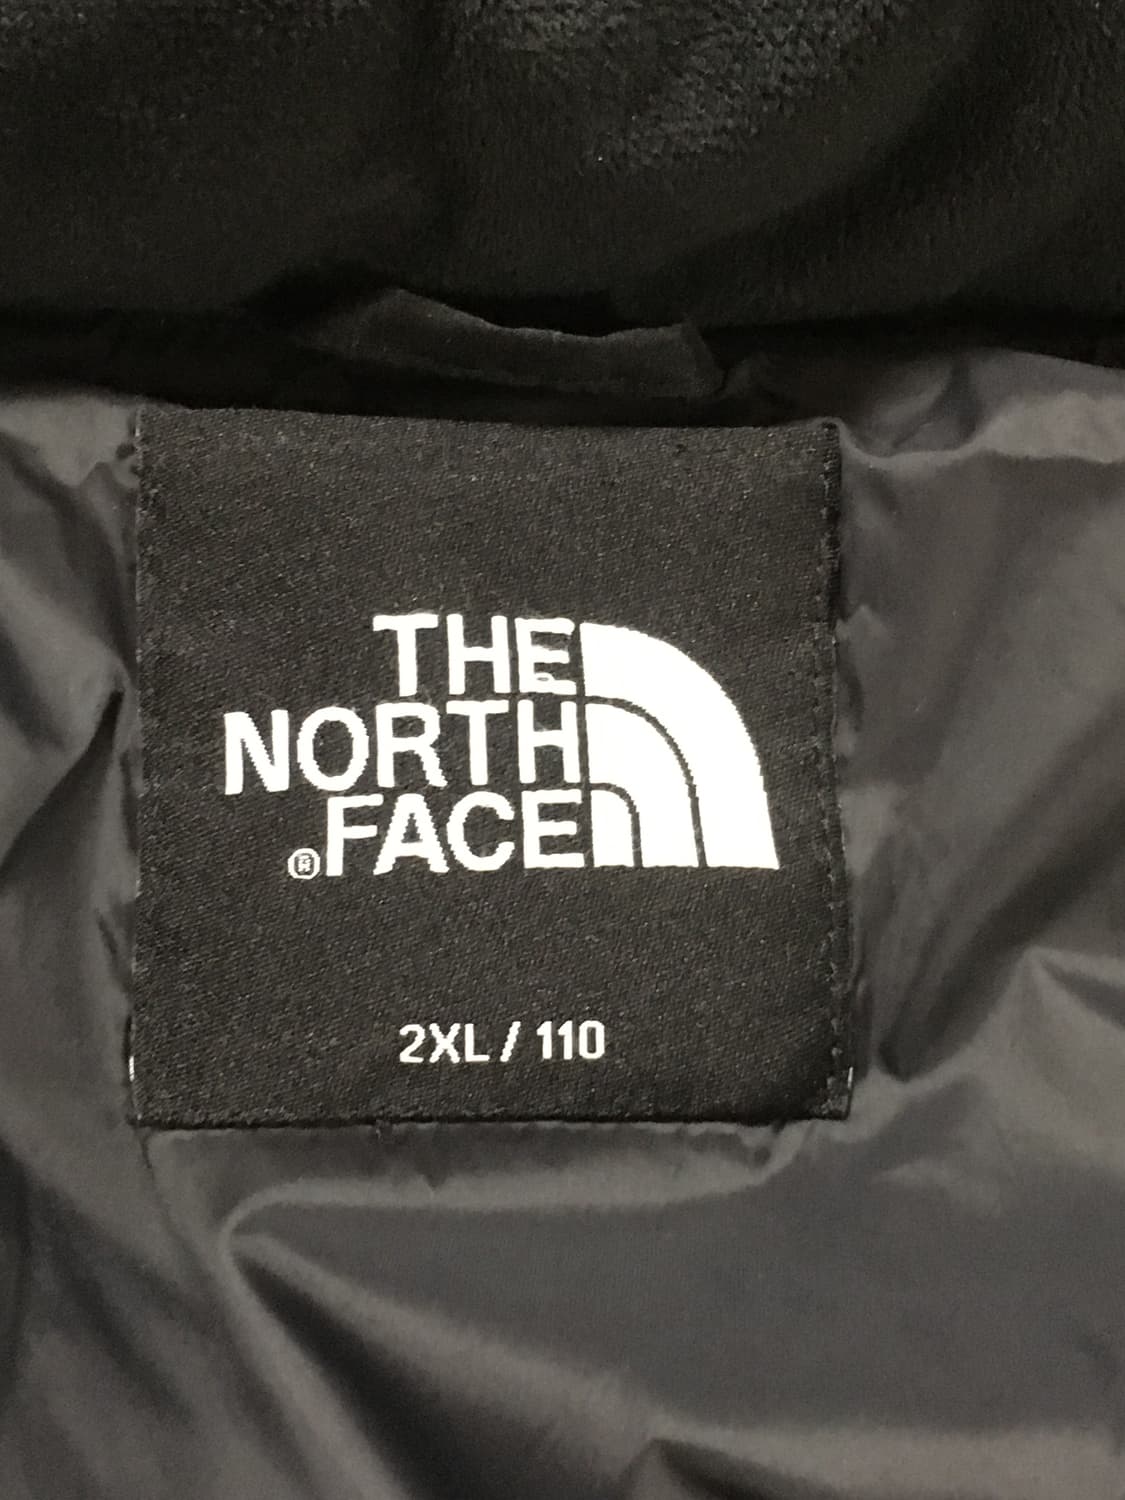 THE
NORTH
®FACE
2XL / 110